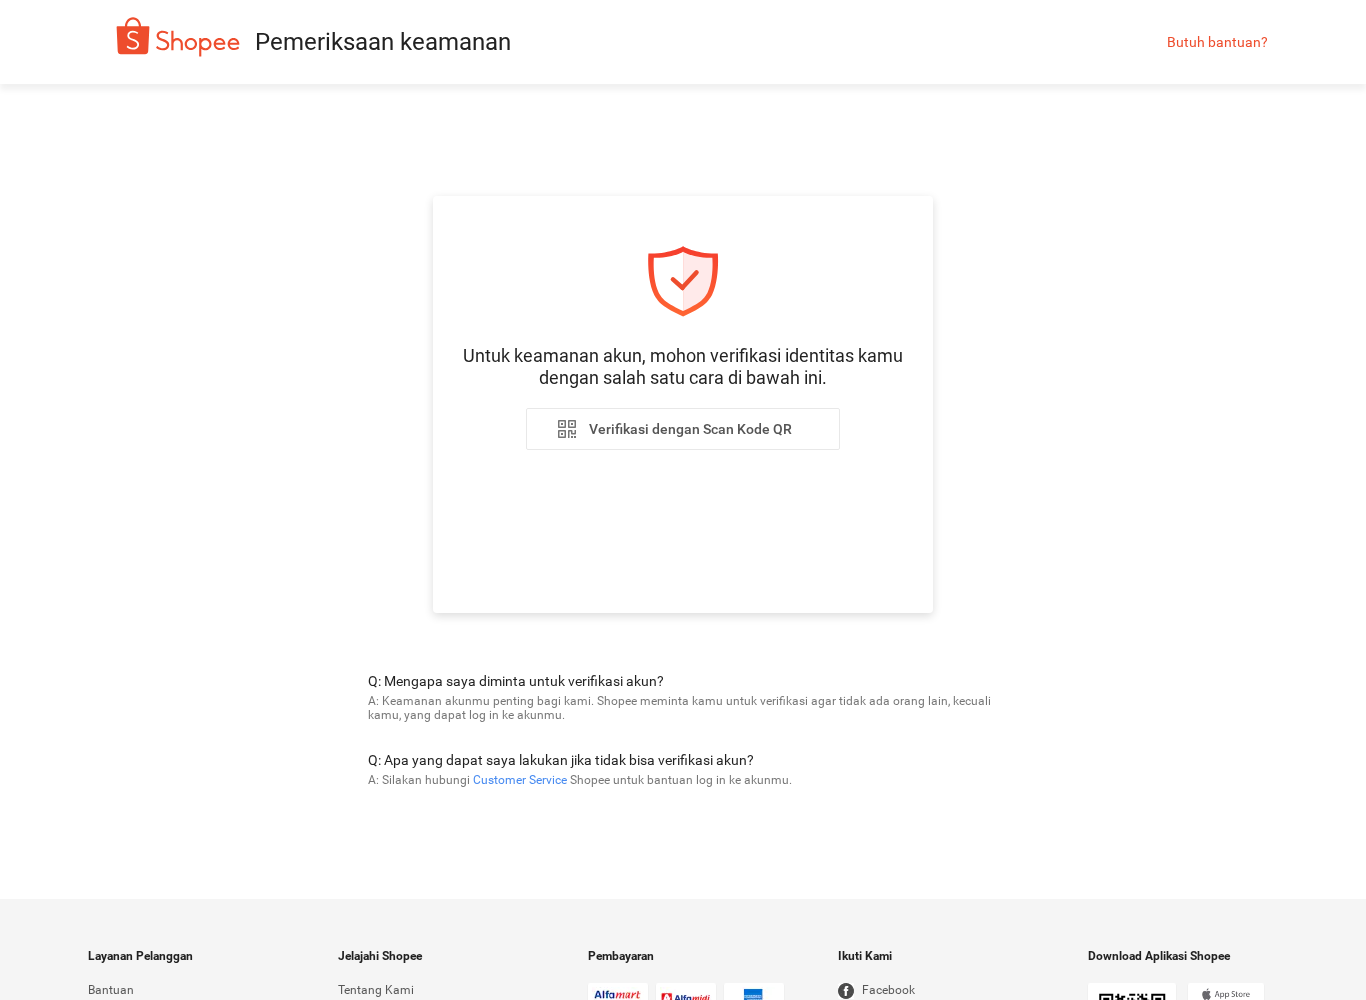 Shopee Pemeriksaan keamanan
Butuh bantuan?
Untuk keamanan akun, mohon verifikasi identitas kamu
dengan salah satu cara di bawah ini.
Verifikasi dengan Scan Kode QR
Q: Mengapa saya diminta untuk verifikasi akun?
A: Keamanan akunmu penting bagi kami. Shopee meminta kamu untuk verifikasi agar tidak ada orang lain, kecuali
kamu, yang dapat log in ke akunmu.
Q: Apa yang dapat saya lakukan jika tidak bisa verifikasi akun?
A: Silakan hubungi Customer Service Shopee untuk bantuan log in ke akunmu.
Layanan Pelanggan
Bantuan
Jelajahi Shopee
Tentang Kami
Pembayaran
Alfamart
Alfamidi
Ikuti Kami
Facebook
Download Aplikasi Shopee
App Store